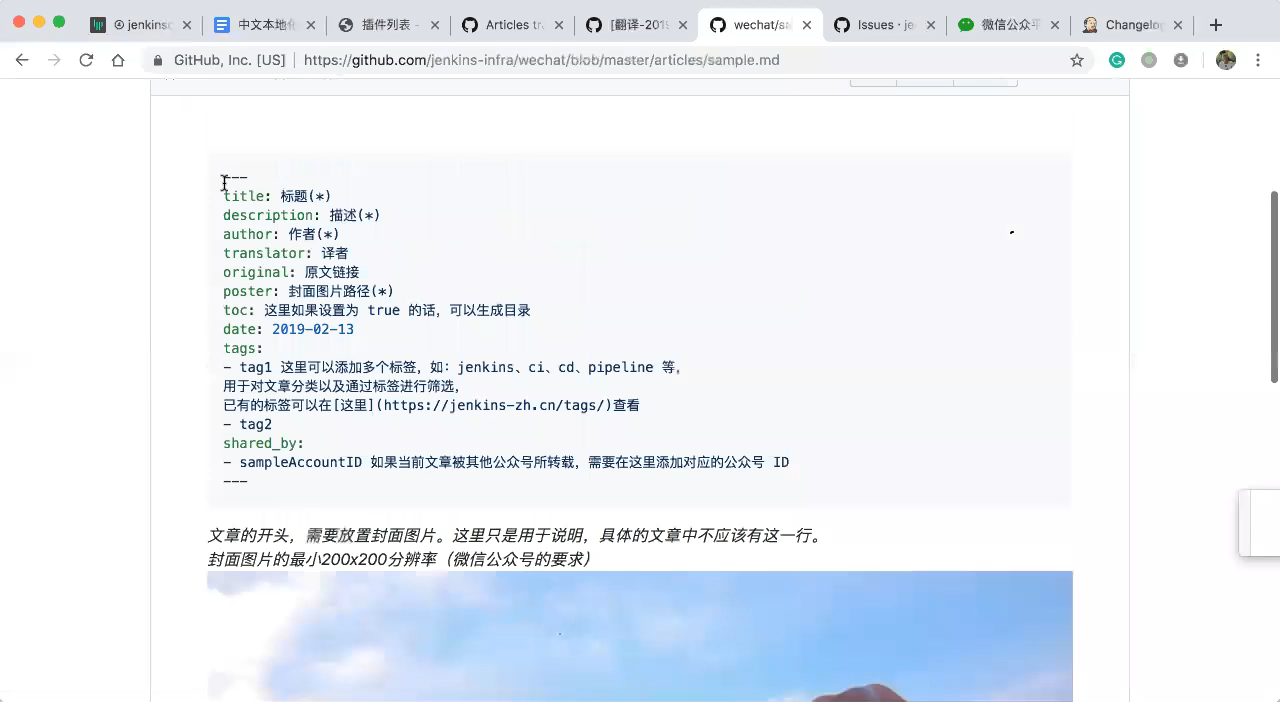 jenkins
中文本地化
插件列表 -
Articles tr
[翻译-2019
wechat/sa
Issues · je
微信公众平
Changelog
GitHub, Inc. [US]
https://github.com/jenkins-infra/wechat/blob/master/articles/sample.md
---
title: 标题(*)
description: 描述(*)
author: 作者(*)
translator: 译者
original: 原文链接
poster: 封面图片路径(*)
toc: 这里如果设置为 true 的话，可以生成目录
date: 2019-02-13
tags:
- tag1 这里可以添加多个标签，如：jenkins、ci、cd、pipeline 等。
用于对文章分类以及通过标签进行筛选，
已有的标签可以在[这里](https://jenkins-zh.cn/tags/)查看
- tag2
shared_by:
- sampleAccountID 如果当前文章被其他公众号所转载，需要在这里添加对应的公众号 ID
---
文章的开头，需要放置封面图片。这里只是用于说明，具体的文章中不应该有这一行。
封面图片的最小200x200分辨率（微信公众号的要求）